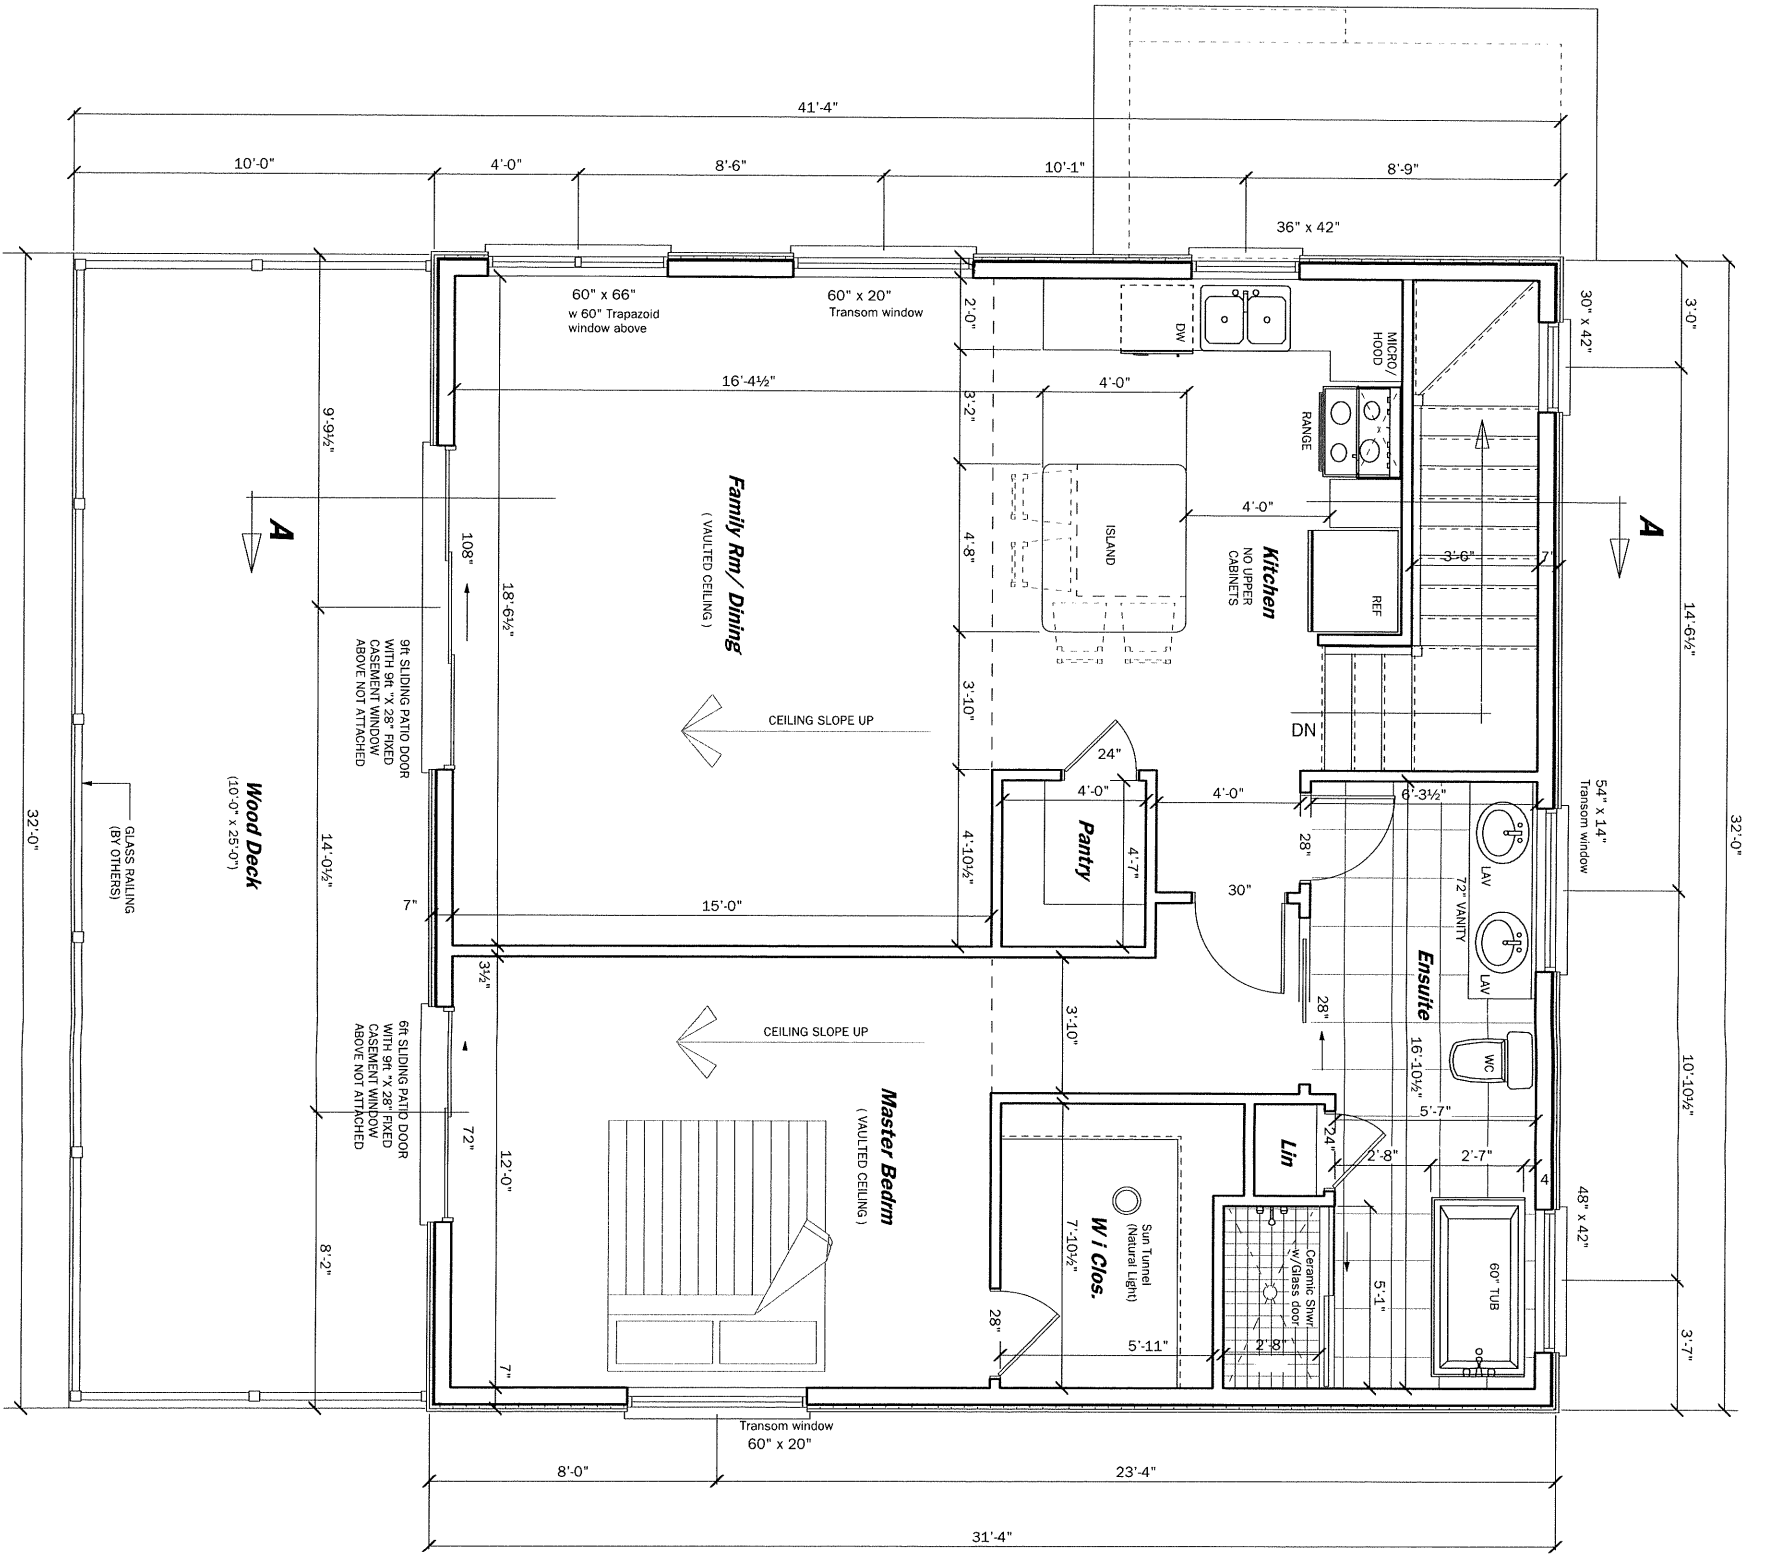 41'-4"
10'-0"
4'-0"
8'-6"
10'-1"
8'-9"
36" x 42"
60" x 66"
w 60" Trapazoid
window above
60" x 20"
Transom window
2'-0"
DW
MICRO/
HOOD
30" x 42"
3'-0"
16'-4½"
4'-0"
3'-2"
RANGE
9'-9½"
A
108"
18'-6½"
Family Rm/ Dining
( VAULTED CEILING )
4'-8"
ISLAND
4'-0"
Kitchen
NO UPPER
CABINETS
REF
3'-6"
7"
A
14'-6½"
9ft SLIDING PATIO DOOR
WITH 9ft "X 28" FIXED
CASEMENT WINDOW
ABOVE NOT ATTACHED
CEILING SLOPE UP
3'-10"
DN
24"
4'-0"
4'-0"
6'-3½"
54" x 14"
Transom window
32'-0"
32'-0"
GLASS RAILING
(BY OTHERS)
Wood Deck
(10'-0" x 25'-0")
14'-0½"
7"
15'-0"
4'-10½"
Pantry
4'-7"
28"
30"
LAV
72" VANITY
LAV
Ensuite
3½"
CEILING SLOPE UP
3'-10"
28"
16'-10½"
WC
10'-10½"
6ft SLIDING PATIO DOOR
WITH 9ft "X 28" FIXED
CASEMENT WINDOW
ABOVE NOT ATTACHED
72"
12'-0"
Master Bedrm
(VAULTED CEILING )
5'-7"
Lin
24"
2'-8"
2'-7"
4
48" x 42"
8'-2"
7'-10½"
W i Clos.
Sun Tunnel
(Natural Light)
Ceramic Shwr
w/Glass door
5'-1"
60" TUB
7"
28"
5'-11"
2'-8"
3'-7"
Transom window
60" x 20"
8'-0"
23'-4"
31'-4"